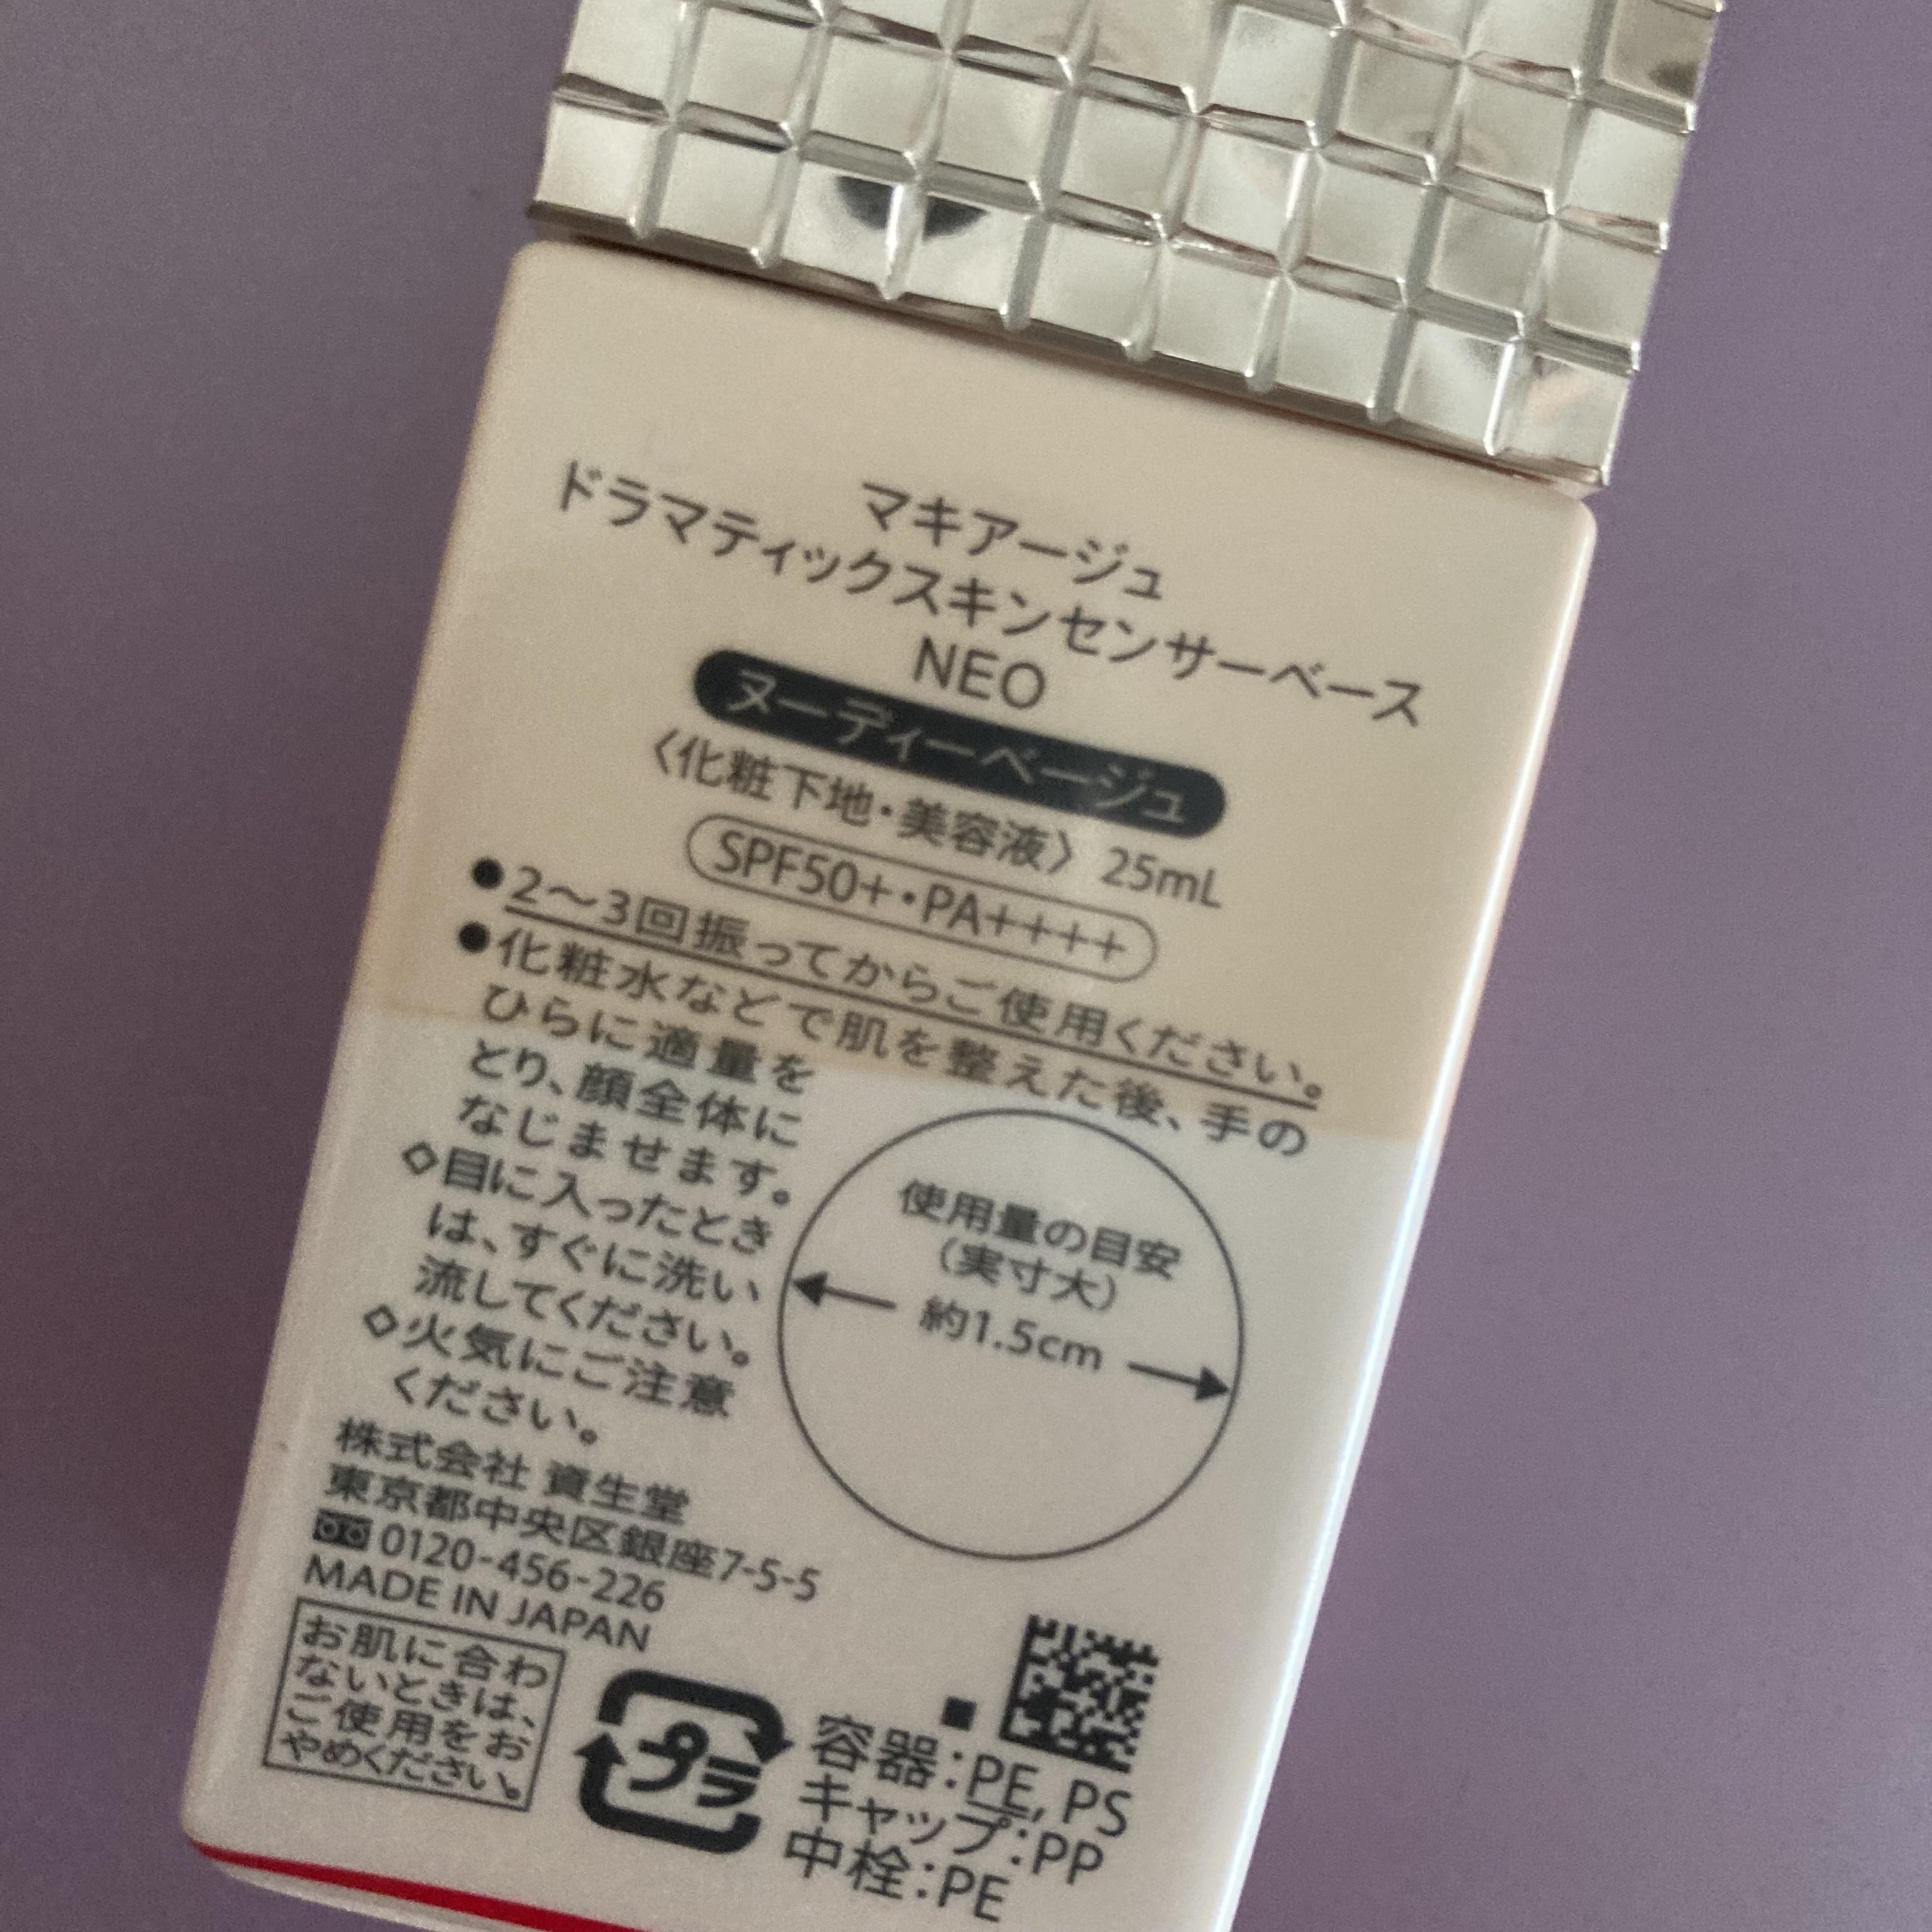 マキアージュ
ドラマティックスキンセンサーベース
NEO
ヌーディーベージュ
〈化粧下地・美容液〉 25mL
SPF50+・PA++++
●2〜3回振ってからご使用ください。
●化粧水などで肌を整えた後、手の
ひらに適量を
とり、顔全体に
なじませます。
◇目に入ったとき
は、すぐに洗い
流してください。
◇火気にご注意
ください。
使用量の目安
（実寸大）
約1.5cm
株式会社 資生堂
東京都中央区銀座7-5-5
0120-456-226
MADE IN JAPAN
お肌に合わ
ないときは、
ご使用をお
やめください。
プラ
容器：PE, PS
キャップ：PP
中栓：PE